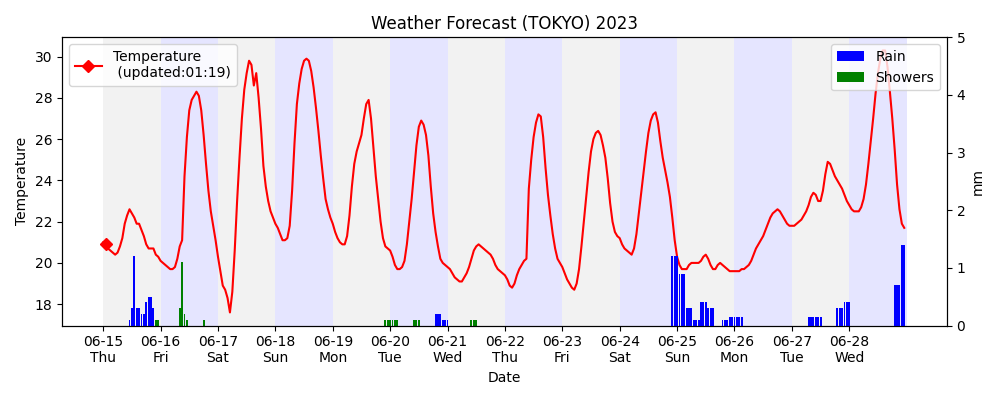 Weather Forecast (TOKYO) 2023
Temperature
(updated:01:19)
Rain
Showers
30
28
26
24
22
20
18
Temperature
5
4
3
2
1
0
mm
06-15 06-16 06-17 06-18 06-19 06-20 06-21 06-22 06-23 06-24 06-25 06-26 06-27 06-28
Thu Fri Sat Sun Mon Tue Wed Thu Fri Sat Sun Mon Tue Wed
Date